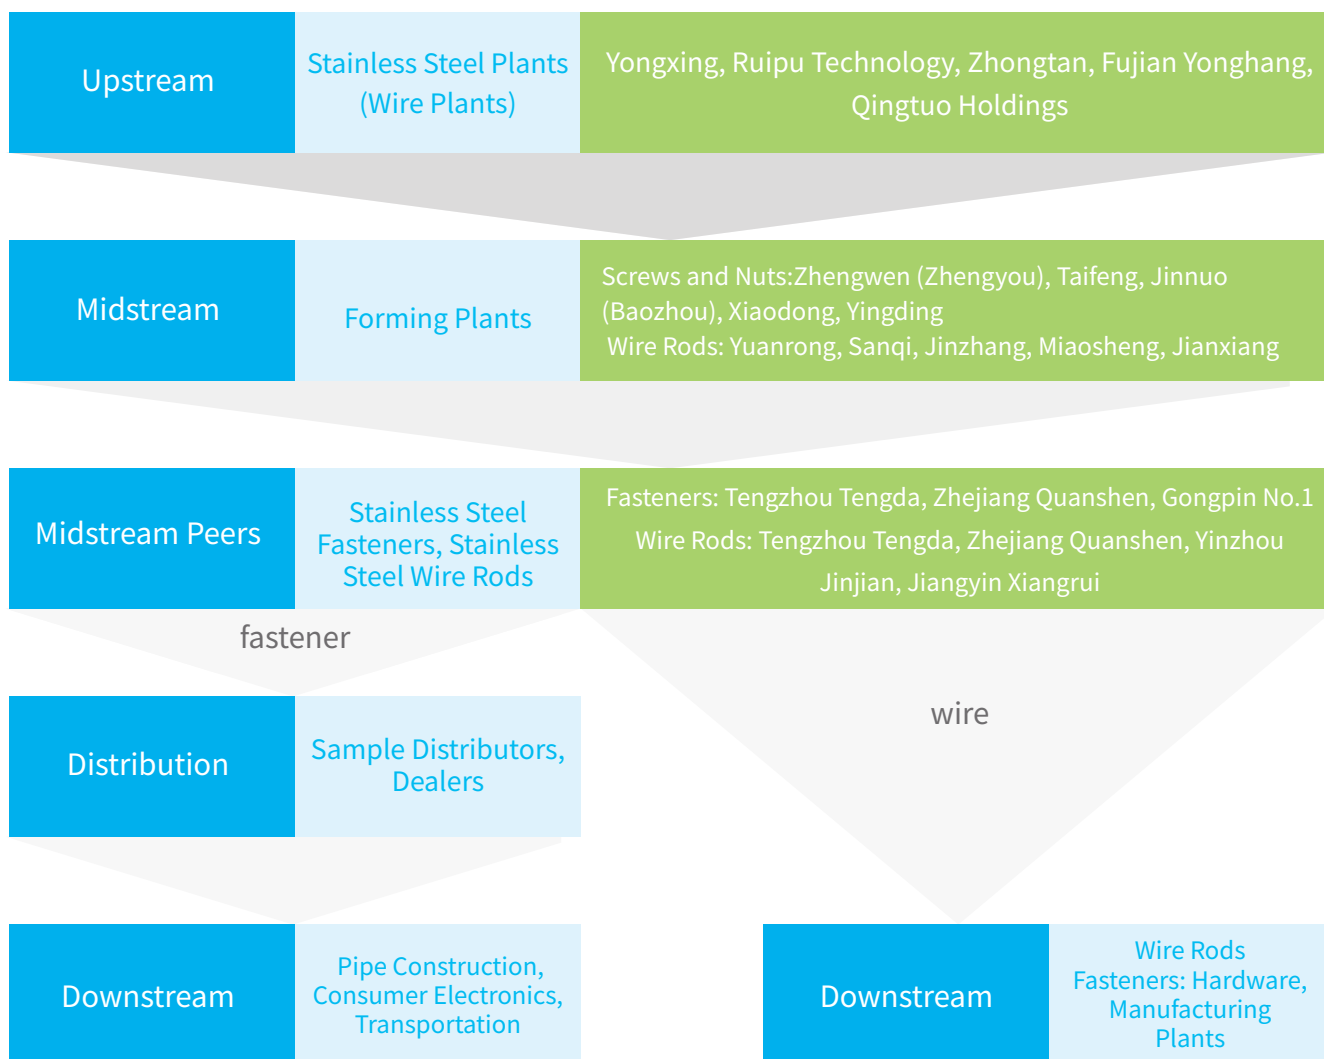 Upstream
Stainless Steel Plants
(Wire Plants)
Yongxing, Ruipu Technology, Zhongtan, Fujian Yonghang,
Qingtuo Holdings
Midstream
Forming Plants
Screws and Nuts:Zhengwen (Zhengyou), Taifeng, Jinnuo
(Baozhou), Xiaodong, Yingding
Wire Rods: Yuanrong, Sanqi, Jinzhang, Miaosheng, Jianxiang
Midstream Peers
Stainless Steel
Fasteners, Stainless
Steel Wire Rods
Fasteners: Tengzhou Tengda, Zhejiang Quanshen, Gongpin No.1
Wire Rods: Tengzhou Tengda, Zhejiang Quanshen, Yinzhou
Jinjian, Jiangyin Xiangrui
fastener
wire
Distribution
Sample Distributors,
Dealers
Downstream
Pipe Construction,
Consumer Electronics,
Transportation
Downstream
Wire Rods
Fasteners: Hardware,
Manufacturing
Plants